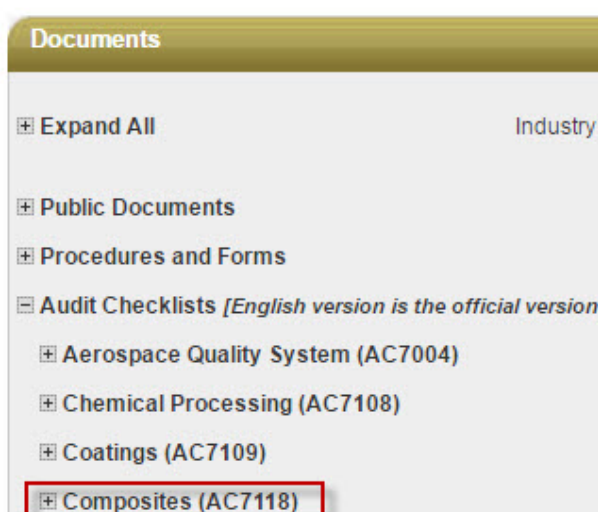 Documents
Expand All Industry
Public Documents
Procedures and Forms
Audit Checklists [English version is the official version
Aerospace Quality System (AC7004)
Chemical Processing (AC7108)
Coatings (AC7109)
Composites (AC7118)